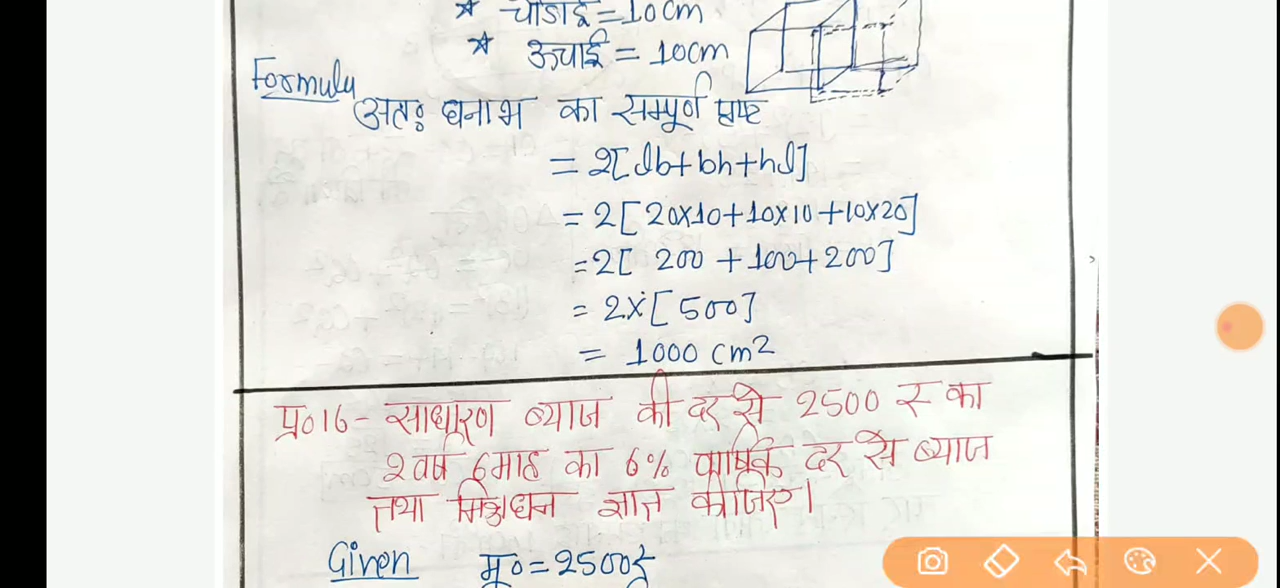 ★ चौडाई = 10cm
★ ऊचाई = 10cm
Formula
अतः घनाभ का सम्पूर्ण पृष्ट
= 2[lb+bh+hl]
= 2[20×10+10×10+10×20]
=2[ 200 + 100+ 200]
= 2×[500]
= 1000 cm²
प्र०16- साधारण ब्याज की दर से 2500 रु का
2 वर्ष 6 माह का 6% वार्षिक दर से ब्याज
तथा मिश्रधन ज्ञात कीजिए।
Given मू० = 2500रु